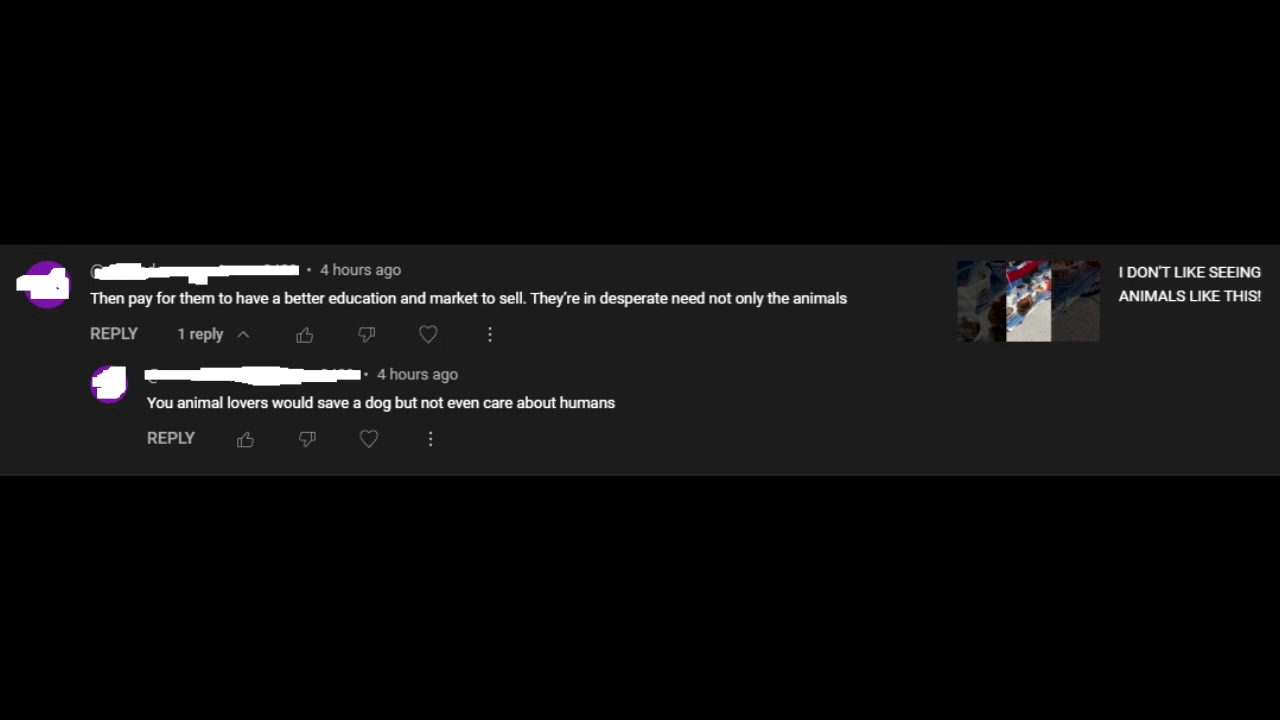 • 4 hours ago
Then pay for them to have a better education and market to sell. They're in desperate need not only the animals
REPLY 1 reply
• 4 hours ago
You animal lovers would save a dog but not even care about humans
REPLY
I DON'T LIKE SEEING
ANIMALS LIKE THIS!